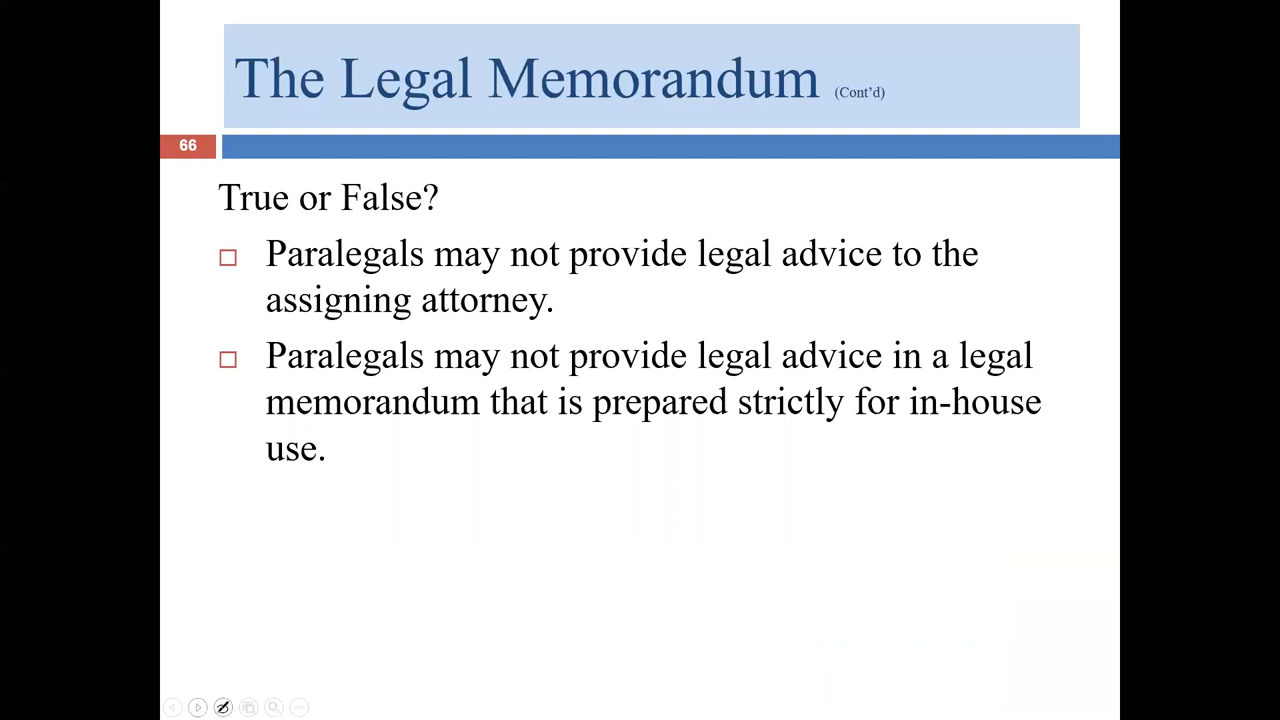 The Legal Memorandum (Cont'd)
66
True or False?
Paralegals may not provide legal advice to the
assigning attorney.
Paralegals may not provide legal advice in a legal
memorandum that is prepared strictly for in-house
use.